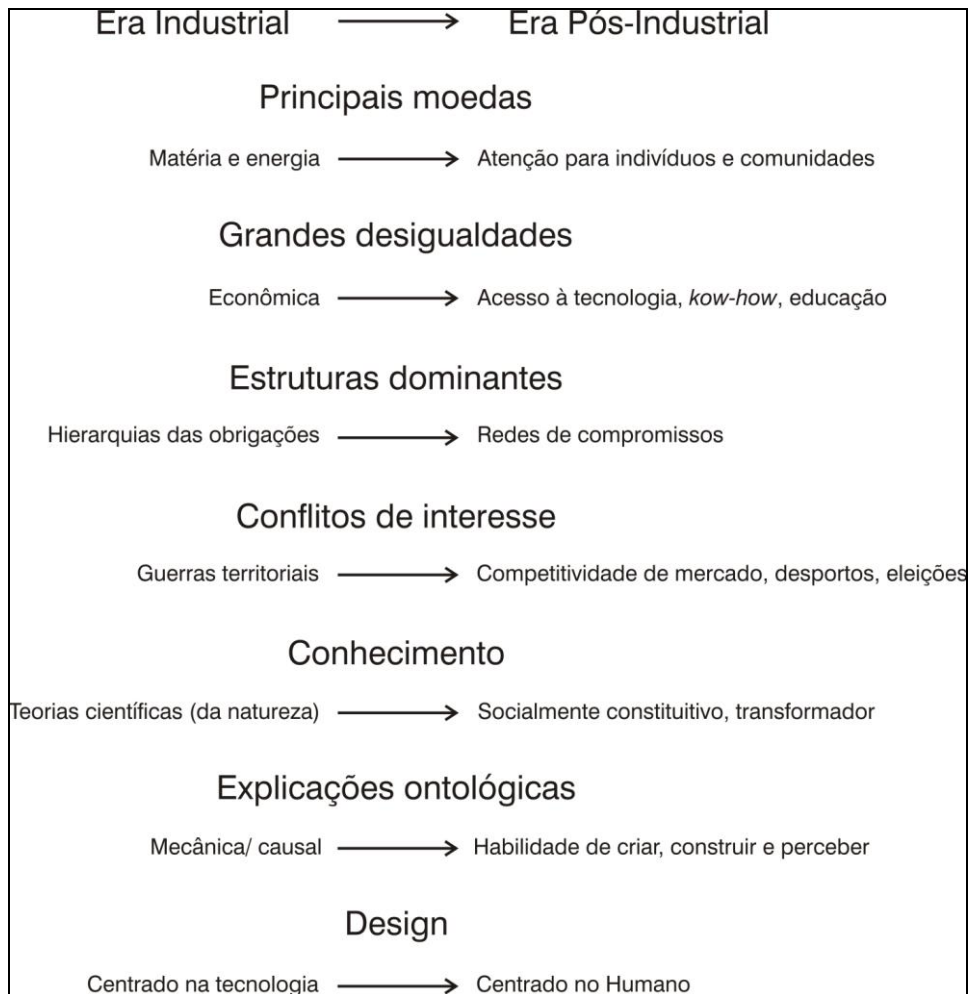 Era Industrial → Era Pós-Industrial
Principais moedas
Matéria e energia → Atenção para indivíduos e comunidades
Grandes desigualdades
Econômica → Acesso à tecnologia, kow-how, educação
Estruturas dominantes
Hierarquias das obrigações → Redes de compromissos
Conflitos de interesse
Guerras territoriais → Competitividade de mercado, desportos, eleições
Conhecimento
Teorias científicas (da natureza) → Socialmente constitutivo, transformador
Explicações ontológicas
Mecânica/ causal → Habilidade de criar, construir e perceber
Design
Centrado na tecnologia → Centrado no Humano